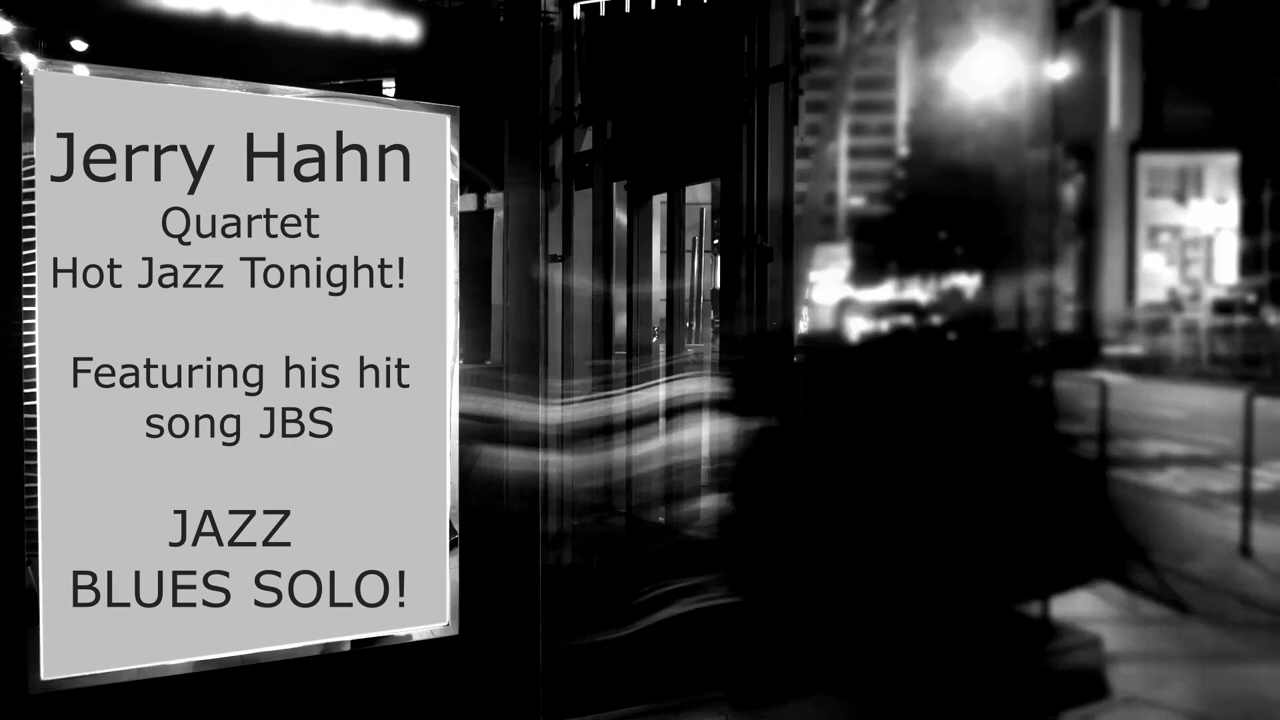 Jerry Hahn
Quartet
Hot Jazz Tonight!
Featuring his hit
song JBS
JAZZ
BLUES SOLO!